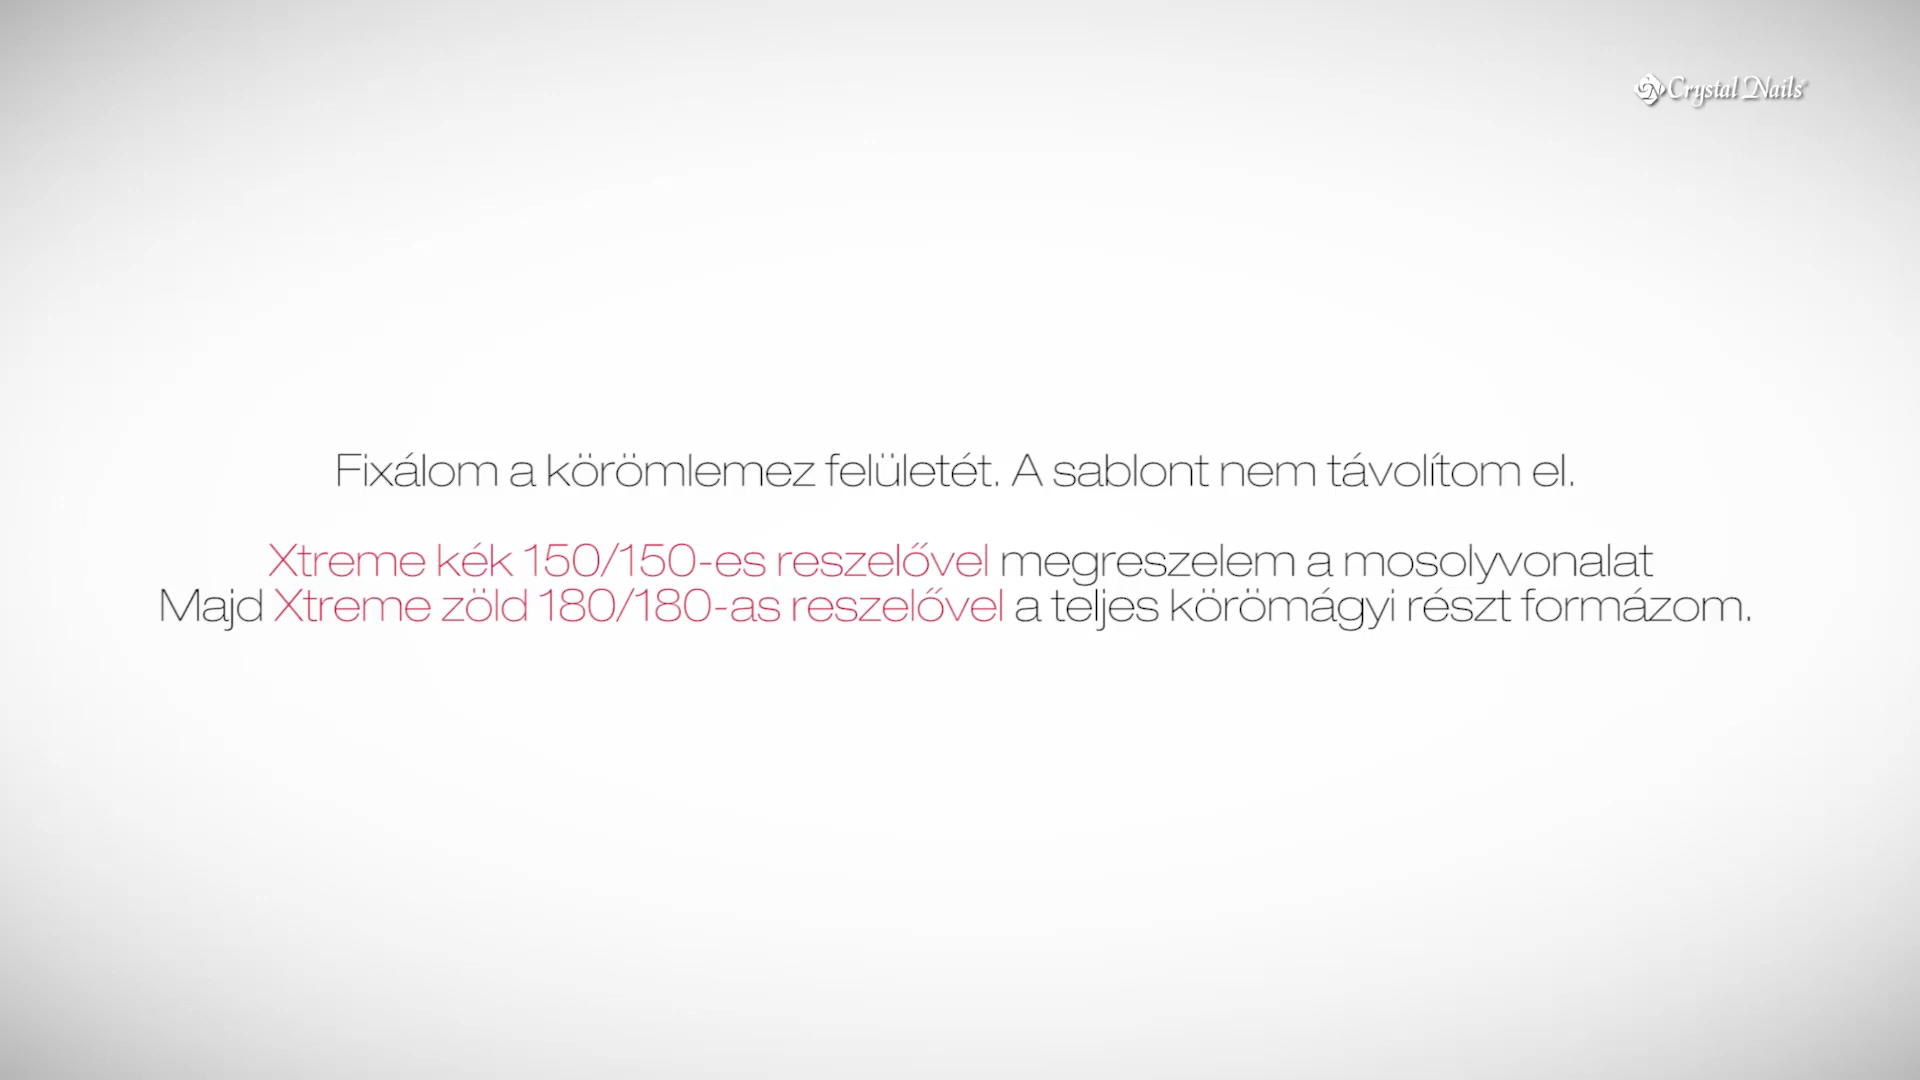 Crystal Nails
Fixálom a körömlemez felületét. A sablont nem távolítom el.
Xtreme kék 150/150-es reszelővel megreszelem a mosolyvonalat
Majd Xtreme zöld 180/180-as reszelővel a teljes körömágyi részt formázom.